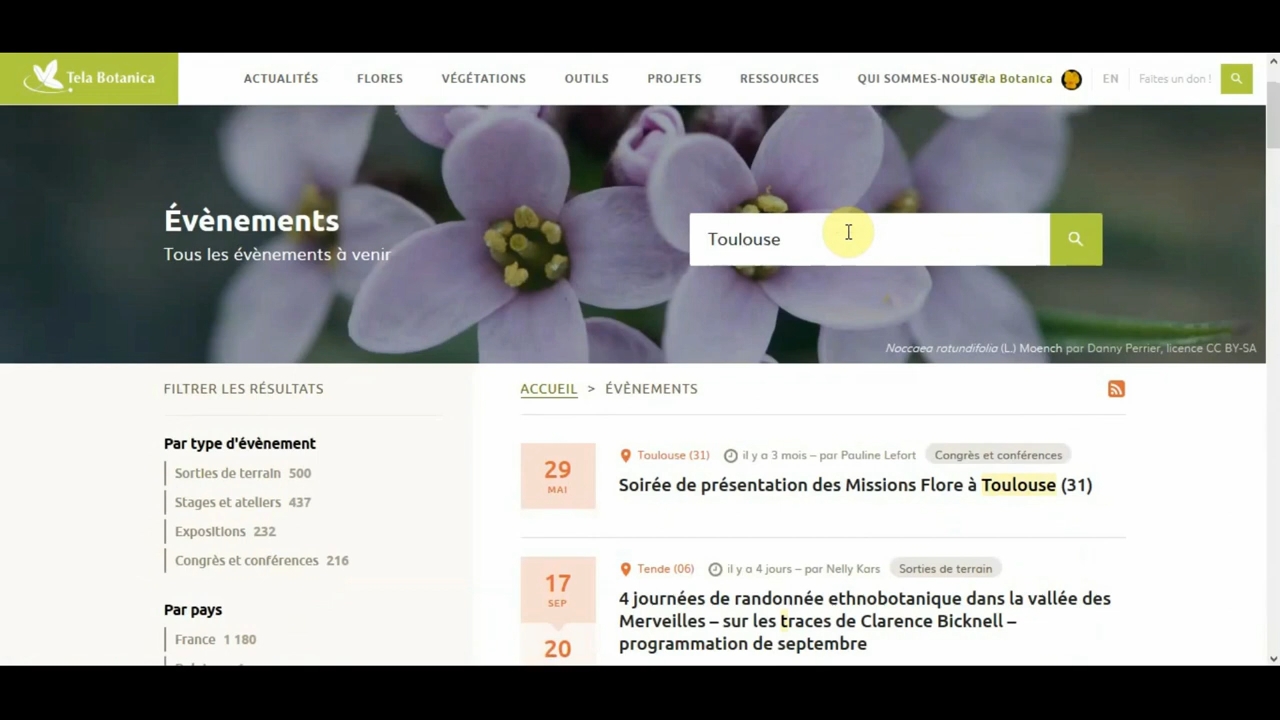 Tela Botanica
ACTUALITÉS FLORES VÉGÉTATIONS OUTILS PROJETS RESSOURCES QUI SOMMES-NOUS ? Tela Botanica EN Faites un don !
Évènements
Tous les évènements à venir
Toulouse
Noccaea rotundifolia (L.) Moench par Danny Perrier, licence CC BY-SA
FILTRER LES RÉSULTATS
ACCUEIL > ÉVÈNEMENTS
Par type d'évènement
Sorties de terrain 500
Stages et ateliers 437
Expositions 232
Congrès et conférences 216
Par pays
France 1 180
29
MAI
Toulouse (31) il y a 3 mois – par Pauline Lefort Congrès et conférences
Soirée de présentation des Missions Flore à Toulouse (31)
17
SEP
20
Tende (06) il y a 4 jours – par Nelly Kars Sorties de terrain
4 journées de randonnée ethnobotanique dans la vallée des
Merveilles – sur les traces de Clarence Bicknell –
programmation de septembre